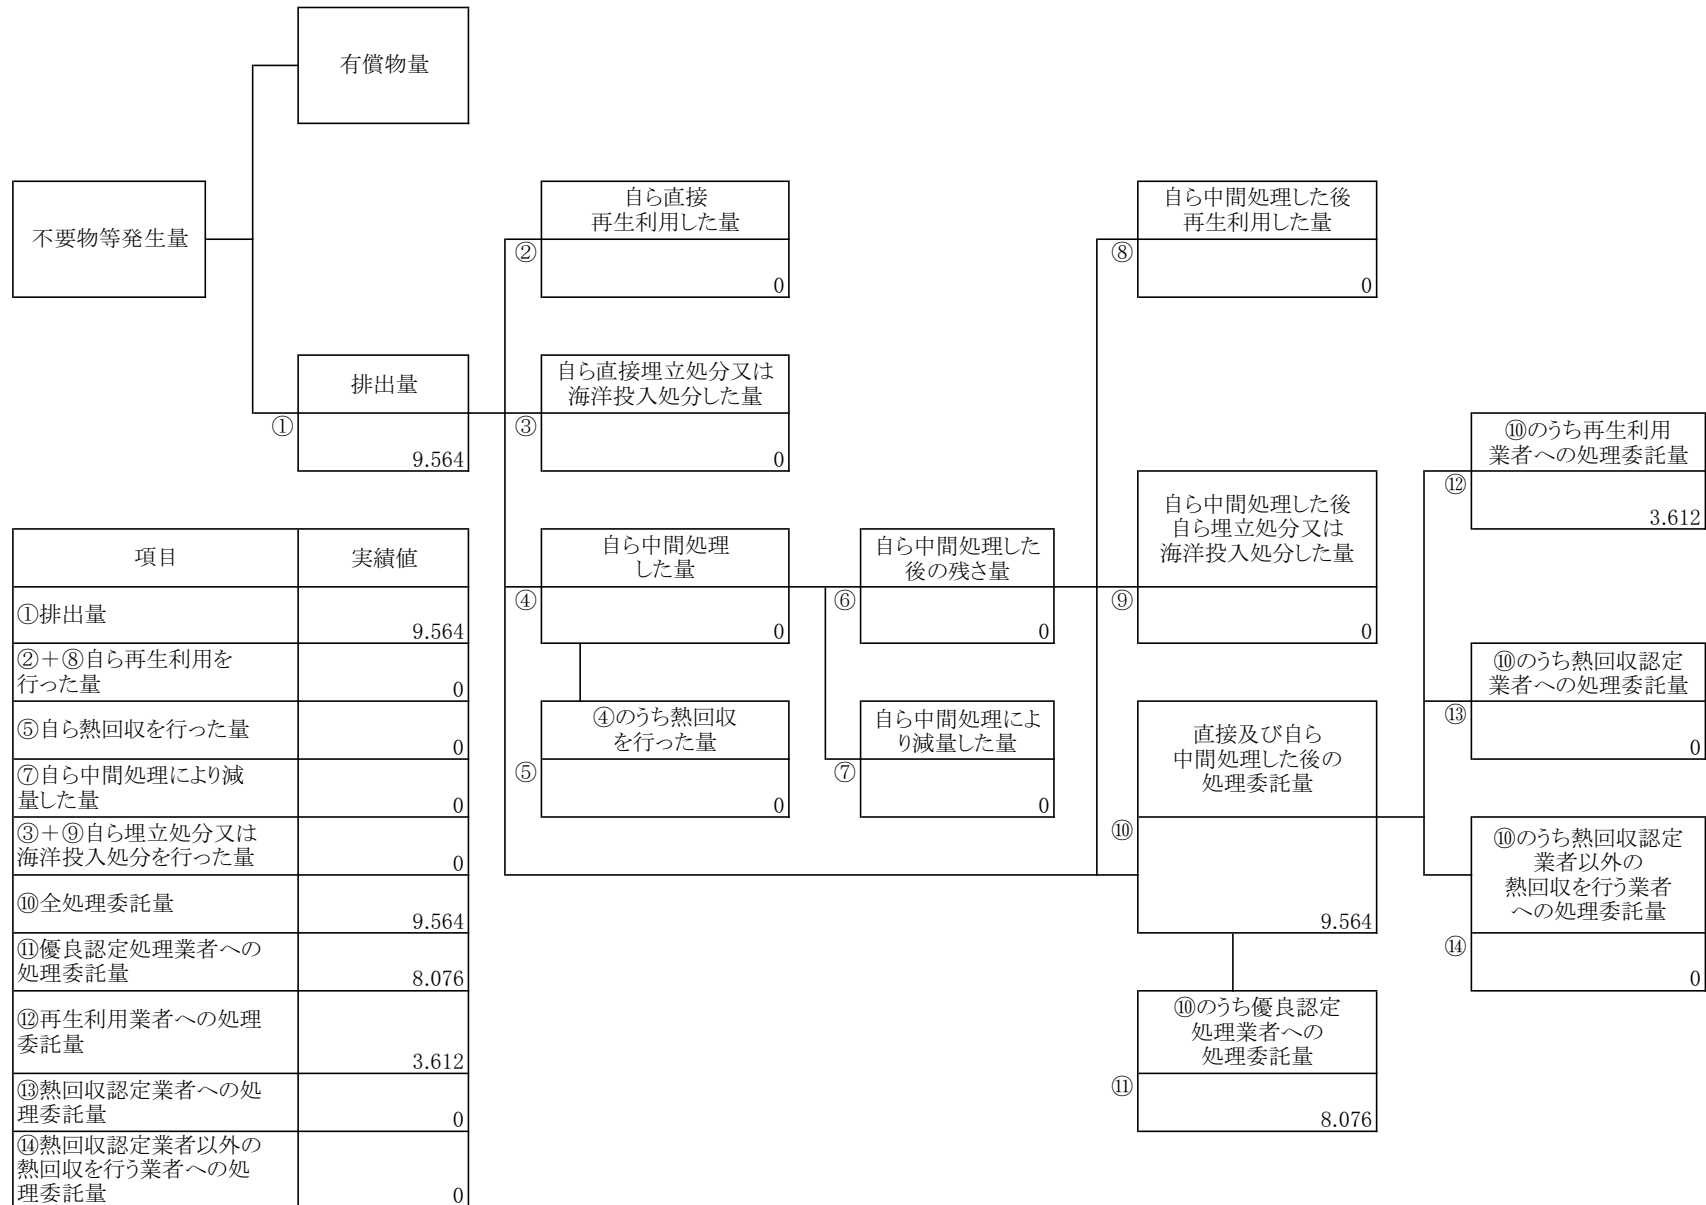 有償物量
不要物等発生量
排出量
①
9.564
自ら直接
再生利用した量
②
0
自ら直接埋立処分又は
海洋投入処分した量
③
0
自ら中間処理
した量
④
0
④のうち熱回収
を行った量
⑤
0
自ら中間処理した
後の残さ量
⑥
0
自ら中間処理によ
り減量した量
⑦
0
自ら中間処理した後
再生利用した量
⑧
0
自ら中間処理した後
自ら埋立処分又は
海洋投入処分した量
⑨
0
直接及び自ら
中間処理した後の
処理委託量
⑩
9.564
⑩のうち優良認定
処理業者への
処理委託量
⑪
8.076
⑩のうち再生利用
業者への処理委託量
⑫
3.612
⑩のうち熱回収認定
業者への処理委託量
⑬
0
⑩のうち熱回収認定
業者以外の
熱回収を行う業者
への処理委託量
⑭
0
項目 実績値
①排出量
9.564
②+⑧自ら再生利用を
行った量
0
⑤自ら熱回収を行った量
0
⑦自ら中間処理により減
量した量
0
③+⑨自ら埋立処分又は
海洋投入処分を行った量
0
⑩全処理委託量
9.564
⑪優良認定処理業者への
処理委託量
8.076
⑫再生利用業者への処理
委託量
3.612
⑬熱回収認定業者への処
理委託量
0
⑭熱回収認定業者以外の
熱回収を行う業者への処
理委託量
0